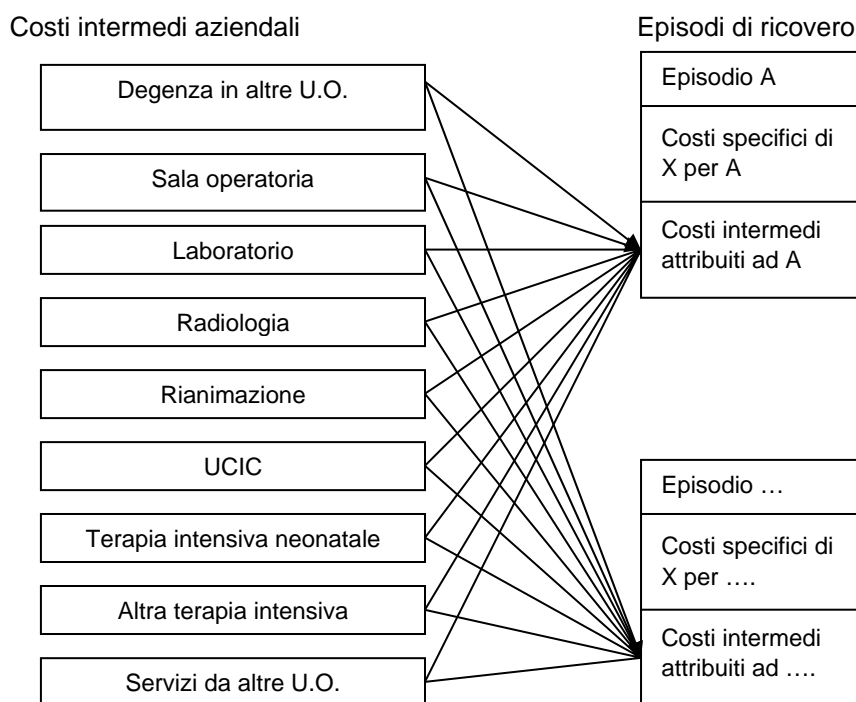 Costi intermedi aziendali
Degenza in altre U.O.
Sala operatoria
Laboratorio
Radiologia
Rianimazione
UCIC
Terapia intensiva neonatale
Altra terapia intensiva
Servizi da altre U.O.
Episodi di ricovero
Episodio A
Costi specifici di
X per A
Costi intermedi
attribuiti ad A
Episodio …
Costi specifici di
X per ….
Costi intermedi
attribuiti ad ….